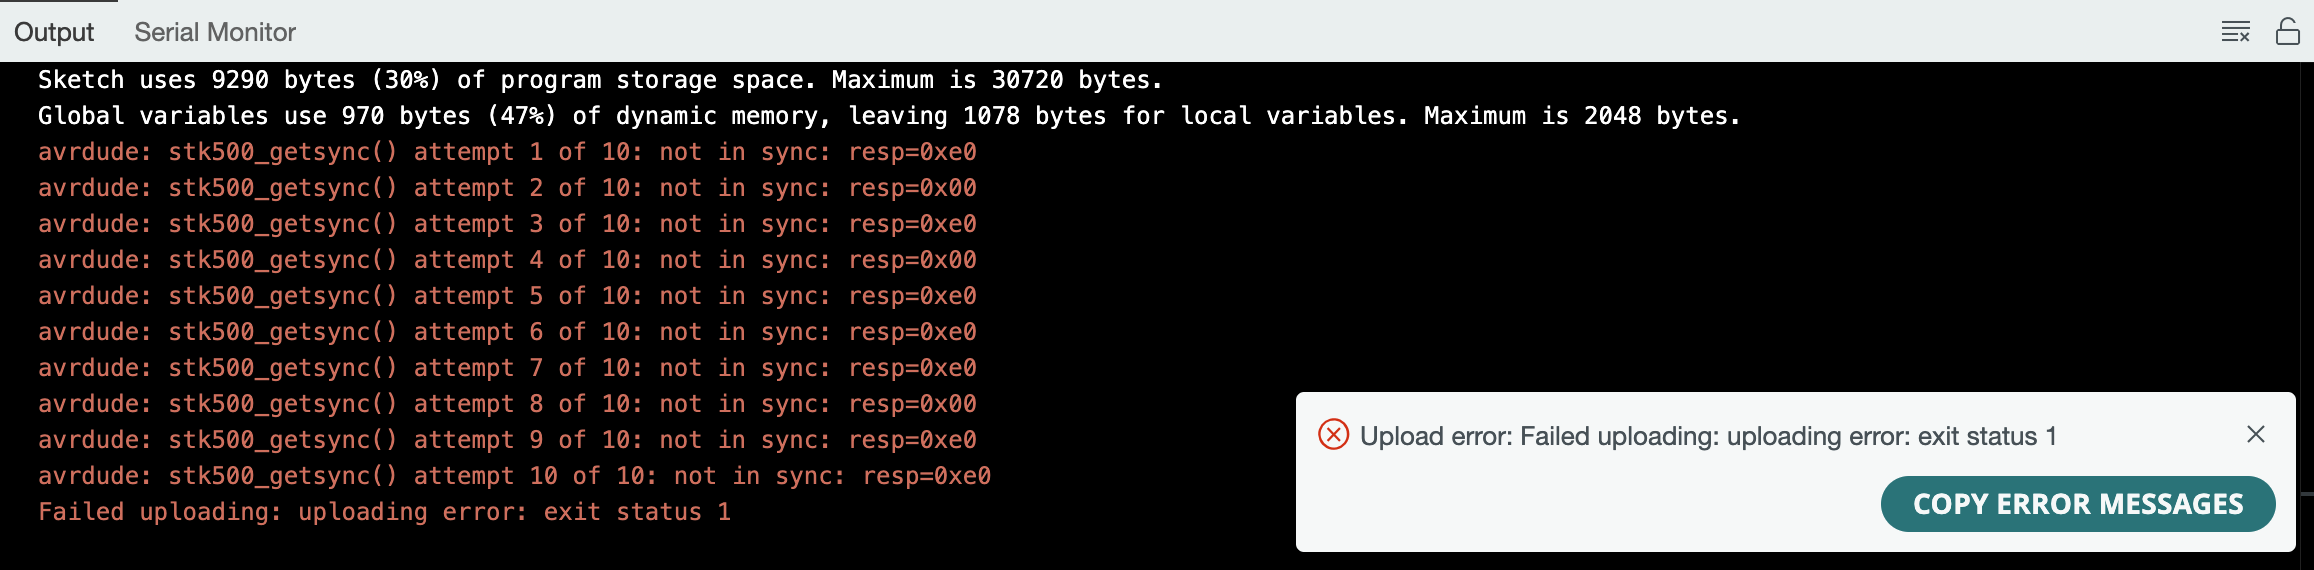 Output Serial Monitor
Sketch uses 9290 bytes (30%) of program storage space. Maximum is 30720 bytes.
Global variables use 970 bytes (47%) of dynamic memory, leaving 1078 bytes for local variables. Maximum is 2048 bytes.
avrdude: stk500_getsync() attempt 1 of 10: not in sync: resp=0xe0
avrdude: stk500_getsync() attempt 2 of 10: not in sync: resp=0x00
avrdude: stk500_getsync() attempt 3 of 10: not in sync: resp=0xe0
avrdude: stk500_getsync() attempt 4 of 10: not in sync: resp=0x00
avrdude: stk500_getsync() attempt 5 of 10: not in sync: resp=0xe0
avrdude: stk500_getsync() attempt 6 of 10: not in sync: resp=0xe0
avrdude: stk500_getsync() attempt 7 of 10: not in sync: resp=0xe0
avrdude: stk500_getsync() attempt 8 of 10: not in sync: resp=0x00
avrdude: stk500_getsync() attempt 9 of 10: not in sync: resp=0xe0
avrdude: stk500_getsync() attempt 10 of 10: not in sync: resp=0xe0
Failed uploading: uploading error: exit status 1
Upload error: Failed uploading: uploading error: exit status 1
COPY ERROR MESSAGES